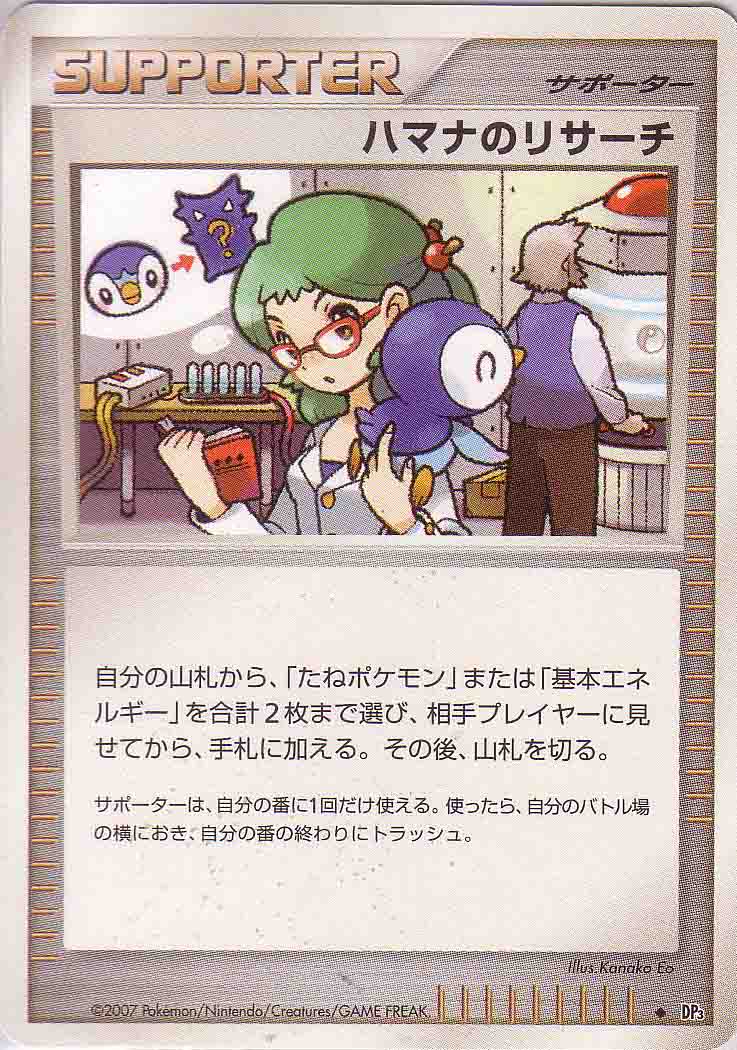 SUPPORTER
サポーター
ハマナのリサーチ
?
自分の山札から、「たねポケモン」または「基本エネ
ルギー」を合計２枚まで選び、相手プレイヤーに見
せてから、手札に加える。その後、山札を切る。
サポーターは、自分の番に1回だけ使える。使ったら、自分のバトル場
の横におき、自分の番の終わりにトラッシュ。
Illus.Kanako Eo
©2007 Pokémon/Nintendo/Creatures/GAME FREAK. ◆ DP3